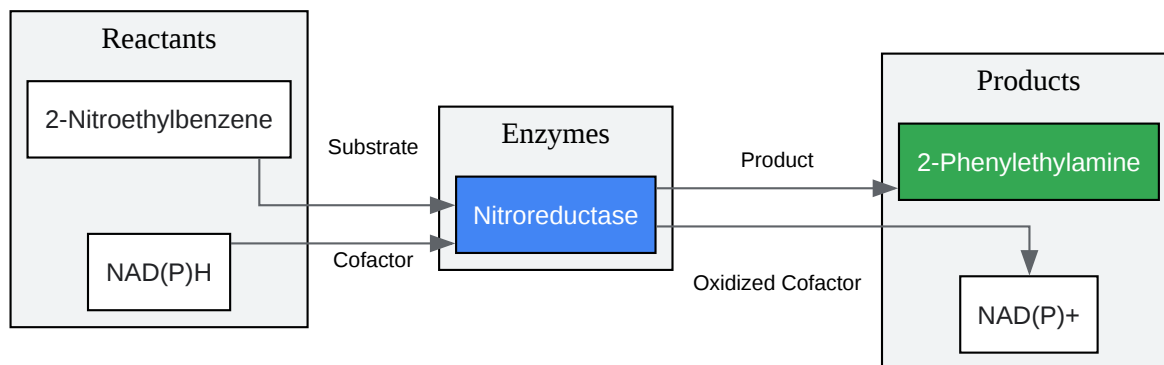 Reactants
2-Nitroethylbenzene
NAD(P)H
Substrate
Cofactor
Enzymes
Nitroreductase
Product
Oxidized Cofactor
Products
2-Phenylethylamine
NAD(P)+